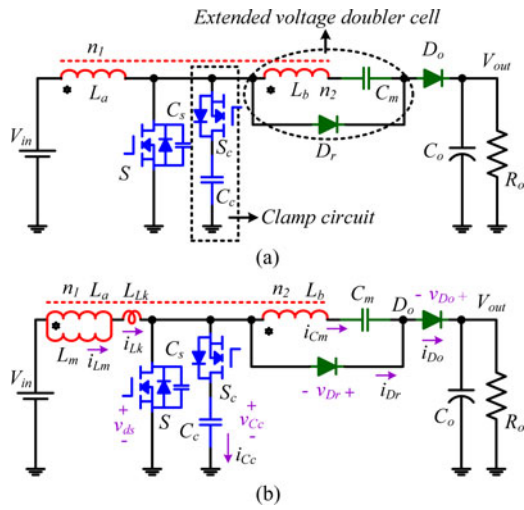 Extended voltage doubler cell
(a)
n1
La
Vin
S
Cs
Sc
Cc
Clamp circuit
Lb
n2
Cm
Dr
Do
Vout
Co
Ro
(b)
n1 La LLk
Lm iLm iLk
Vin
Cs
S
+ vds -
Sc
Cc
+ vCc -
iCc
n2 Lb
iCm
Cm
- vDr +
iDr
Do
- vDo +
iDo
Vout
Co
Ro